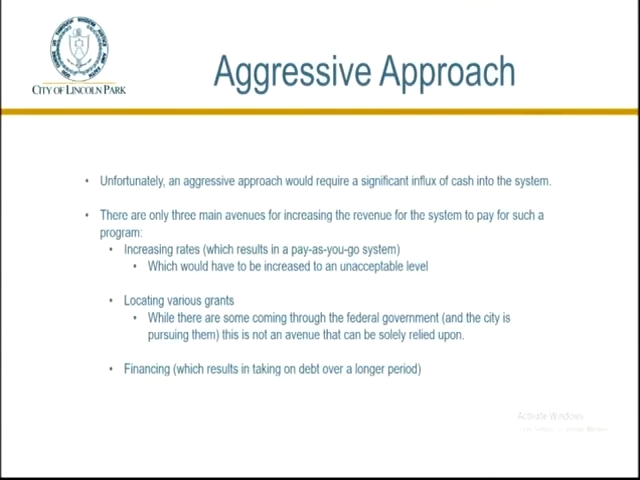 CITY OF LINCOLN PARK
Aggressive Approach
• Unfortunately, an aggressive approach would require a significant influx of cash into the system.
• There are only three main avenues for increasing the revenue for the system to pay for such a
program:
• Increasing rates (which results in a pay-as-you-go system)
• Which would have to be increased to an unacceptable level
• Locating various grants
• While there are some coming through the federal government (and the city is
pursuing them) this is not an avenue that can be solely relied upon.
• Financing (which results in taking on debt over a longer period)
Activate Windows